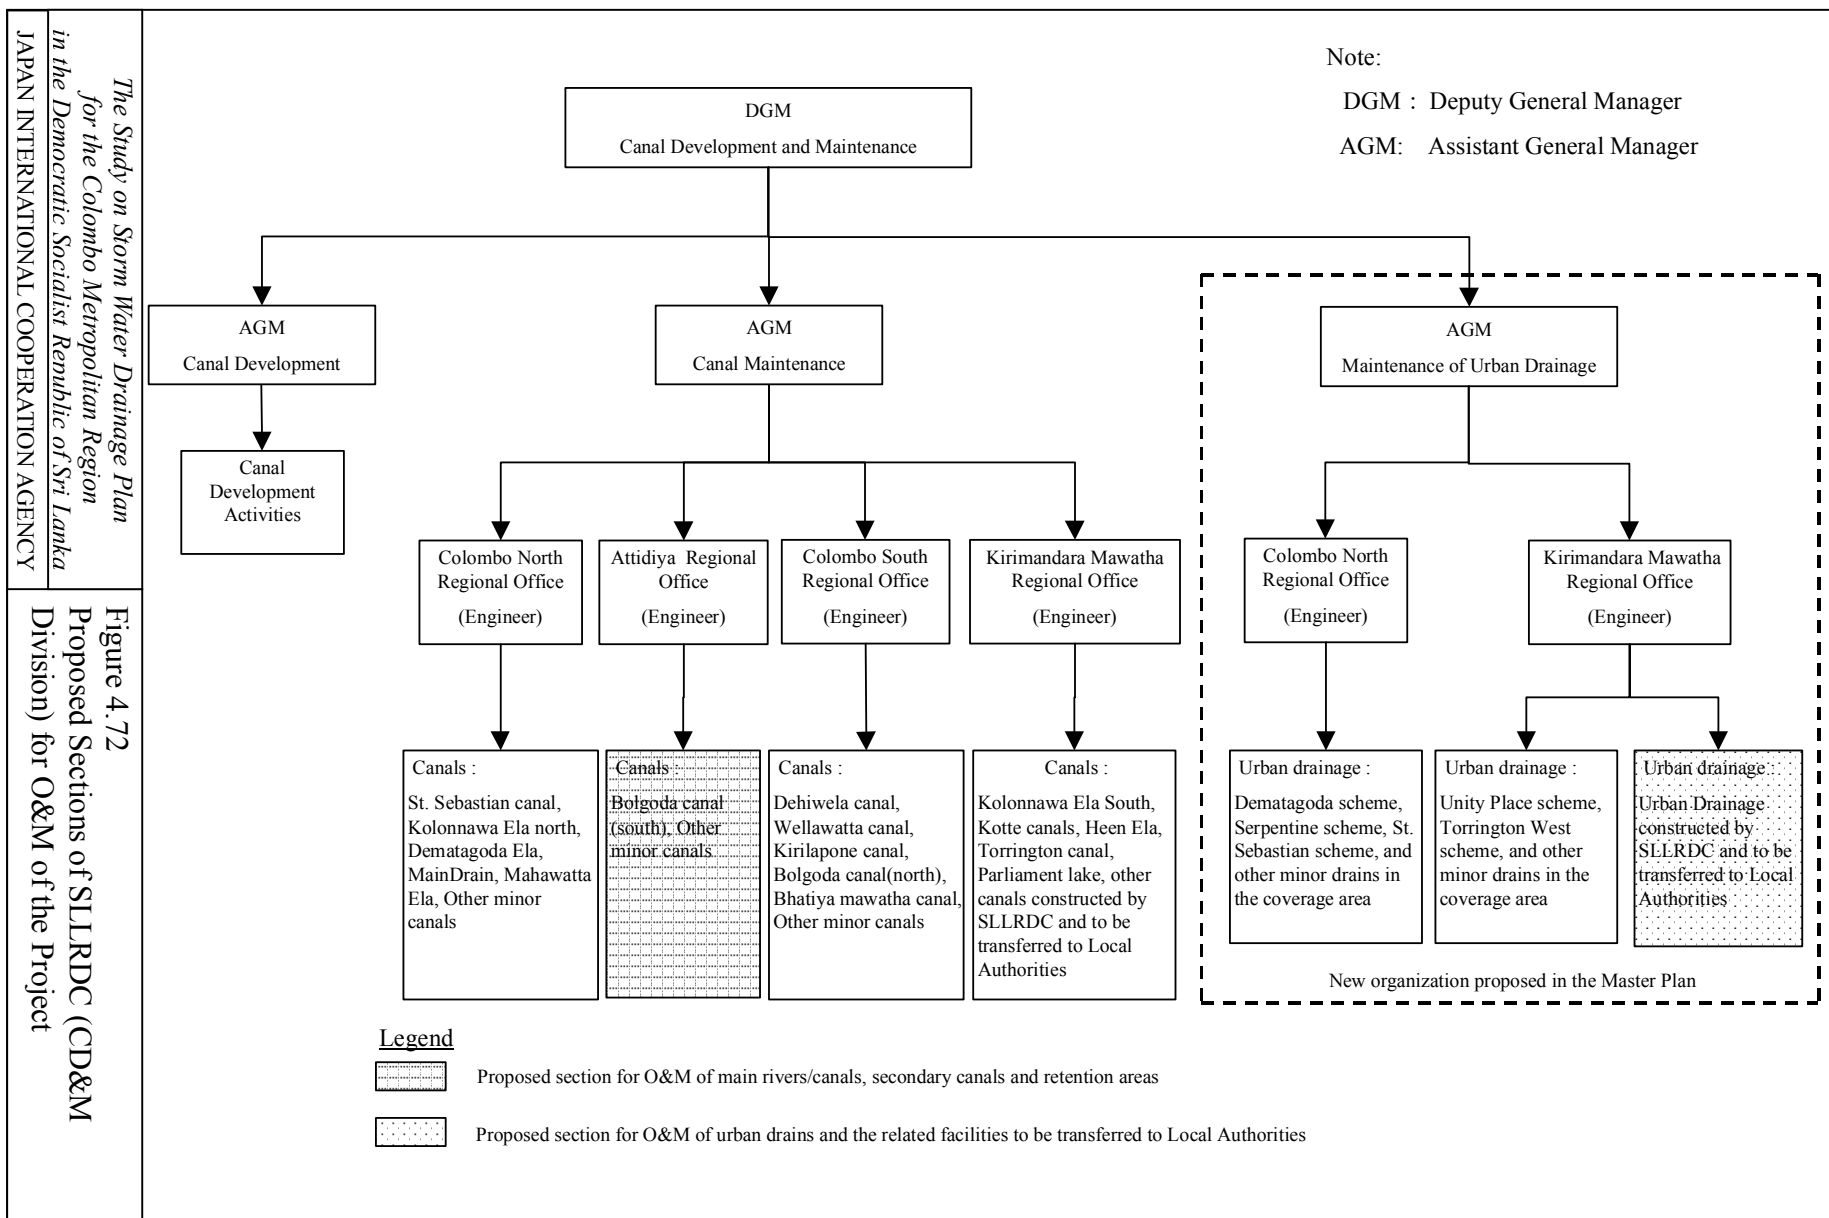 The Study on Storm Water Drainage Plan
for the Colombo Metropolitan Region
in the Democratic Socialist Republic of Sri Lanka
JAPAN INTERNATIONAL COOPERATION AGENCY
Figure 4.72
Proposed Sections of SLLRDC (CD&M
Division) for O&M of the Project
Note:
DGM : Deputy General Manager
AGM: Assistant General Manager
DGM
Canal Development and Maintenance
AGM
Canal Development
AGM
Canal Maintenance
AGM
Maintenance of Urban Drainage
Canal
Development
Activities
Colombo North
Regional Office
(Engineer)
Attidiya Regional
Office
(Engineer)
Colombo South
Regional Office
(Engineer)
Kirimandara Mawatha
Regional Office
(Engineer)
Colombo North
Regional Office
(Engineer)
Kirimandara Mawatha
Regional Office
(Engineer)
Canals :
St. Sebastian canal,
Kolonnawa Ela north,
Dematagoda Ela,
MainDrain, Mahawatta
Ela, Other minor
canals
Canals :
Bolgoda canal
(south), Other
minor canals
Canals :
Dehiwela canal,
Wellawatta canal,
Kirilapone canal,
Bolgoda canal(north),
Bhatiya mawatha canal,
Other minor canals
Canals :
Kolonnawa Ela South,
Kotte canals, Heen Ela,
Torrington canal,
Parliament lake, other
canals constructed by
SLLRDC and to be
transferred to Local
Authorities
Urban drainage :
Dematagoda scheme,
Serpentine scheme, St.
Sebastian scheme, and
other minor drains in
the coverage area
Urban drainage :
Unity Place scheme,
Torrington West
scheme, and other
minor drains in the
coverage area
Urban drainage :
Urban Drainage
constructed by
SLLRDC and to be
transferred to Local
Authorities
New organization proposed in the Master Plan
Legend
Proposed section for O&M of main rivers/canals, secondary canals and retention areas
Proposed section for O&M of urban drains and the related facilities to be transferred to Local Authorities